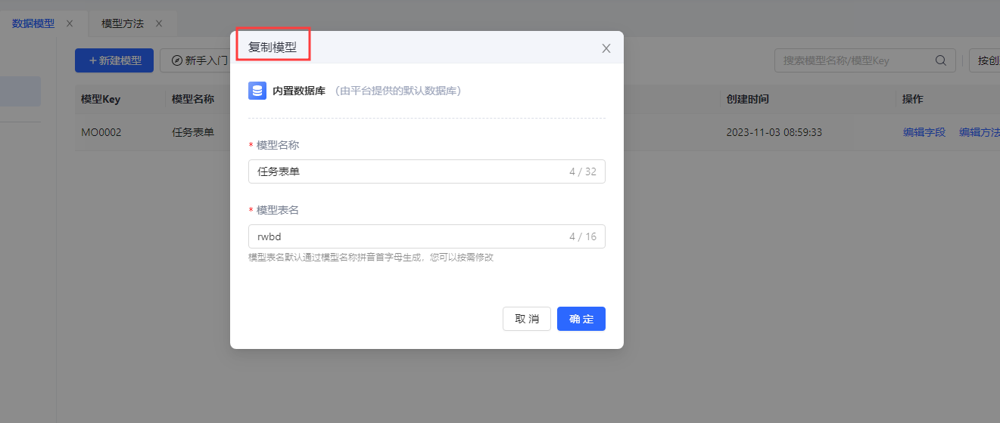 数据模型
模型方法
复制模型
新建模型
新手入门
搜索模型名称/模型Key
按创
内置数据库 （由平台提供的默认数据库）
模型Key
模型名称
创建时间
操作
MO0002
任务表单
2023-11-03 08:59:33
编辑字段
编辑方法
* 模型名称
任务表单
4 / 32
* 模型表名
rwbd
4 / 16
模型表名默认通过模型名称拼音首字母生成，您可以按需修改
取 消
确 定